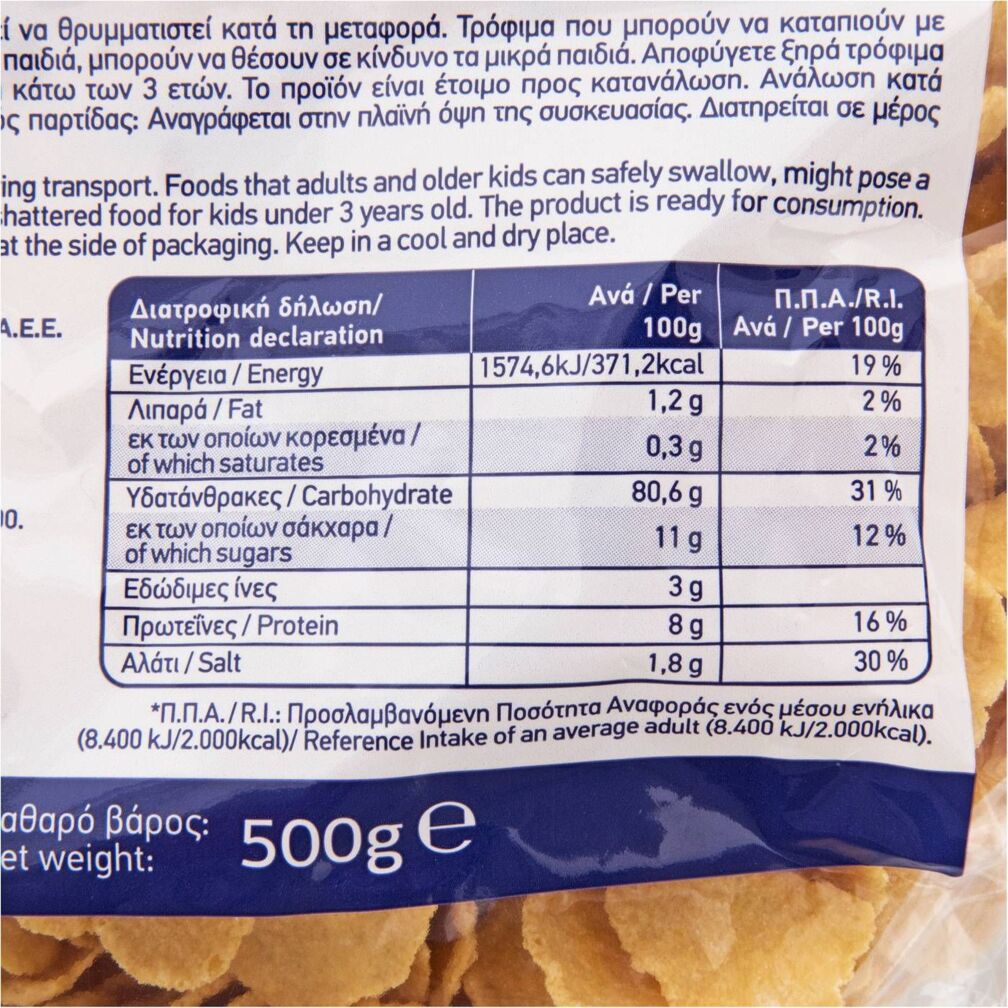 να θρυμματιστεί κατά τη μεταφορά. Τρόφιμα που μπορούν να καταπιούν με
παιδιά, μπορούν να θέσουν σε κίνδυνο τα μικρά παιδιά. Αποφύγετε ξηρά τρόφιμα
κάτω των 3 ετών. Το προϊόν είναι έτοιμο προς κατανάλωση. Ανάλωση κατά
παρτίδας: Αναγράφεται στην πλαϊνή όψη της συσκευασίας. Διατηρείται σε μέρος
ing transport. Foods that adults and older kids can safely swallow, might pose a
hattered food for kids under 3 years old. The product is ready for consumption.
at the side of packaging. Keep in a cool and dry place.
Α.Ε.Ε.
00.
Διατροφική δήλωση/
Nutrition declaration
Ανά / Per
100g
Π.Π.Α./R.I.
Ανά / Per 100g
Ενέργεια / Energy 1574,6kJ/371,2kcal 19 %
Λιπαρά / Fat 1,2 g 2 %
εκ των οποίων κορεσμένα /
of which saturates 0,3 g 2 %
Υδατάνθρακες / Carbohydrate 80,6 g 31 %
εκ των οποίων σάκχαρα /
of which sugars 11 g 12 %
Εδώδιμες ίνες 3 g
Πρωτεΐνες / Protein 8 g 16 %
Αλάτι / Salt 1,8 g 30 %
*Π.Π.Α./R.I.: Προσλαμβανόμενη Ποσότητα Αναφοράς ενός μέσου ενήλικα
(8.400 kJ/2.000kcal)/ Reference Intake of an average adult (8.400 kJ/2.000kcal).
αθαρό βάρος:
et weight:
500g e